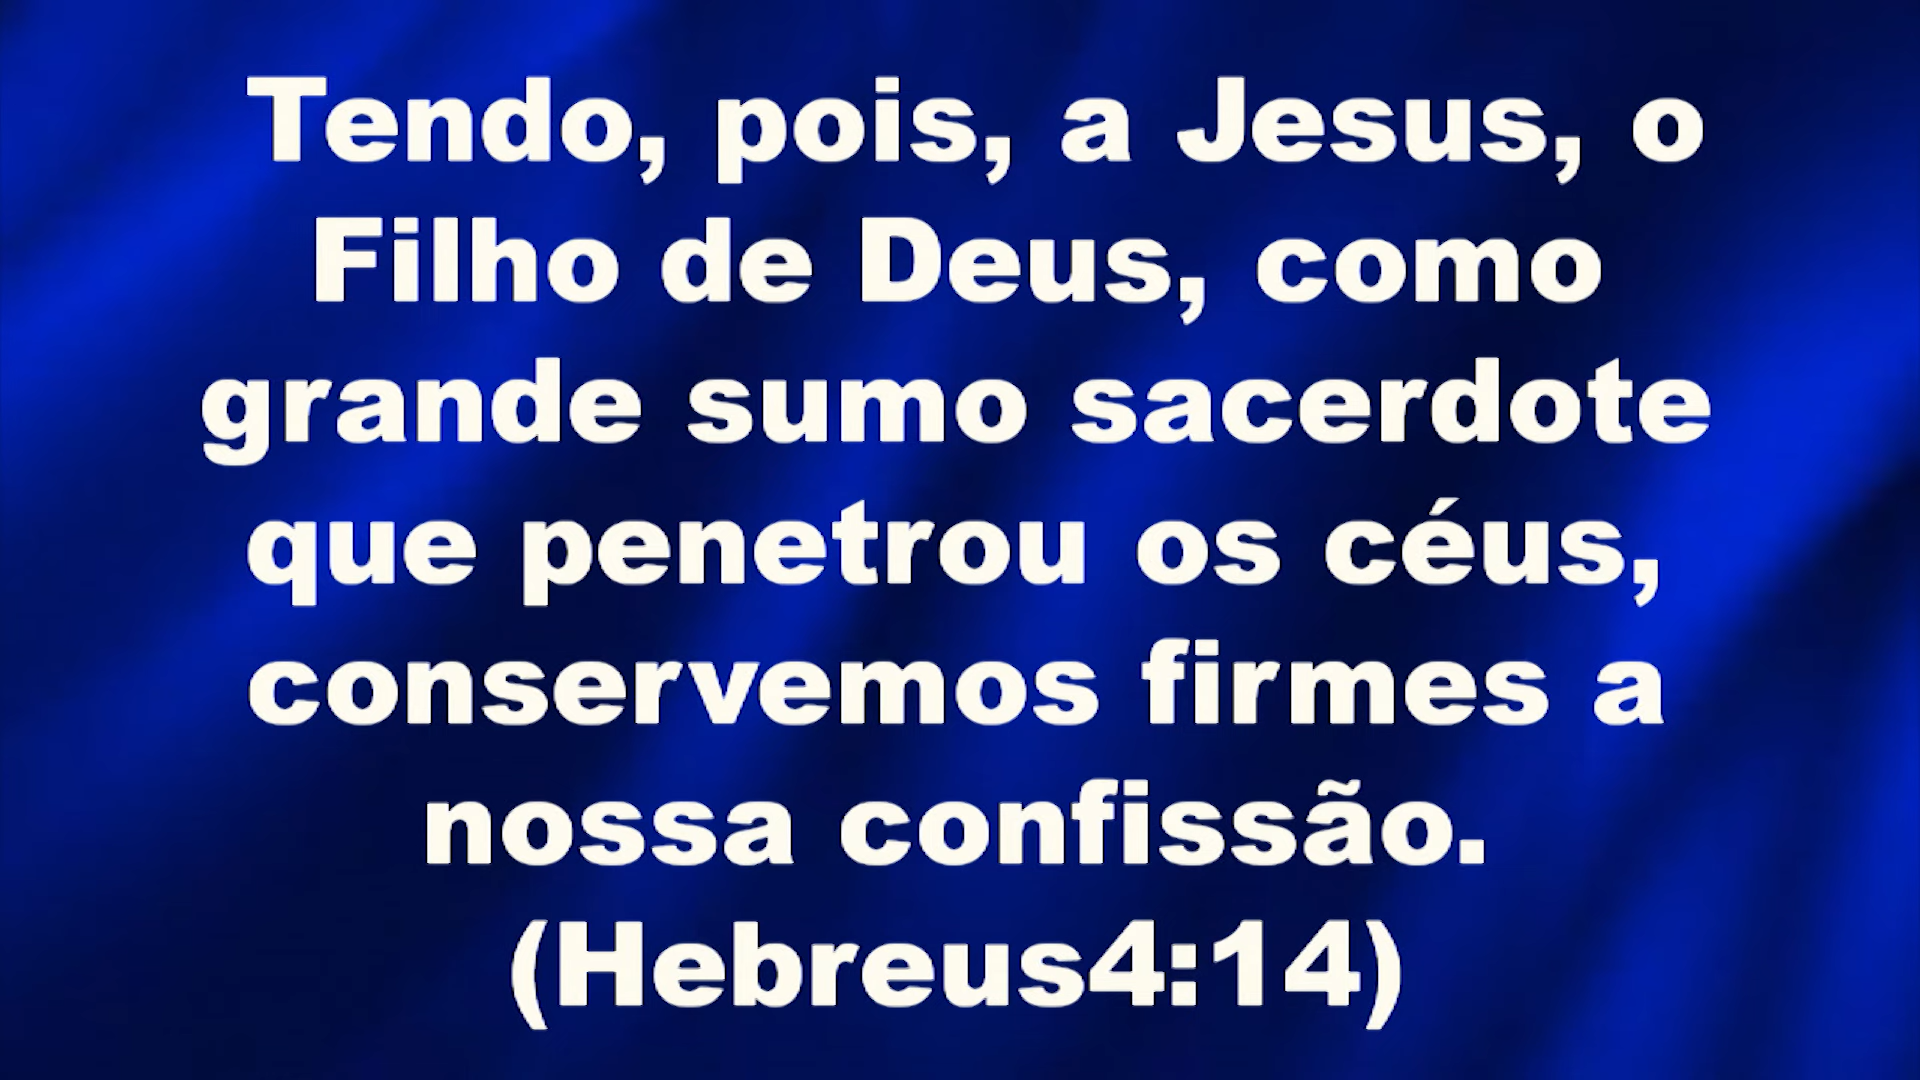 Tendo, pois, a Jesus, o
Filho de Deus, como
grande sumo sacerdote
que penetrou os céus,
conservemos firmes a
nossa confissão.
(Hebreus4:14)